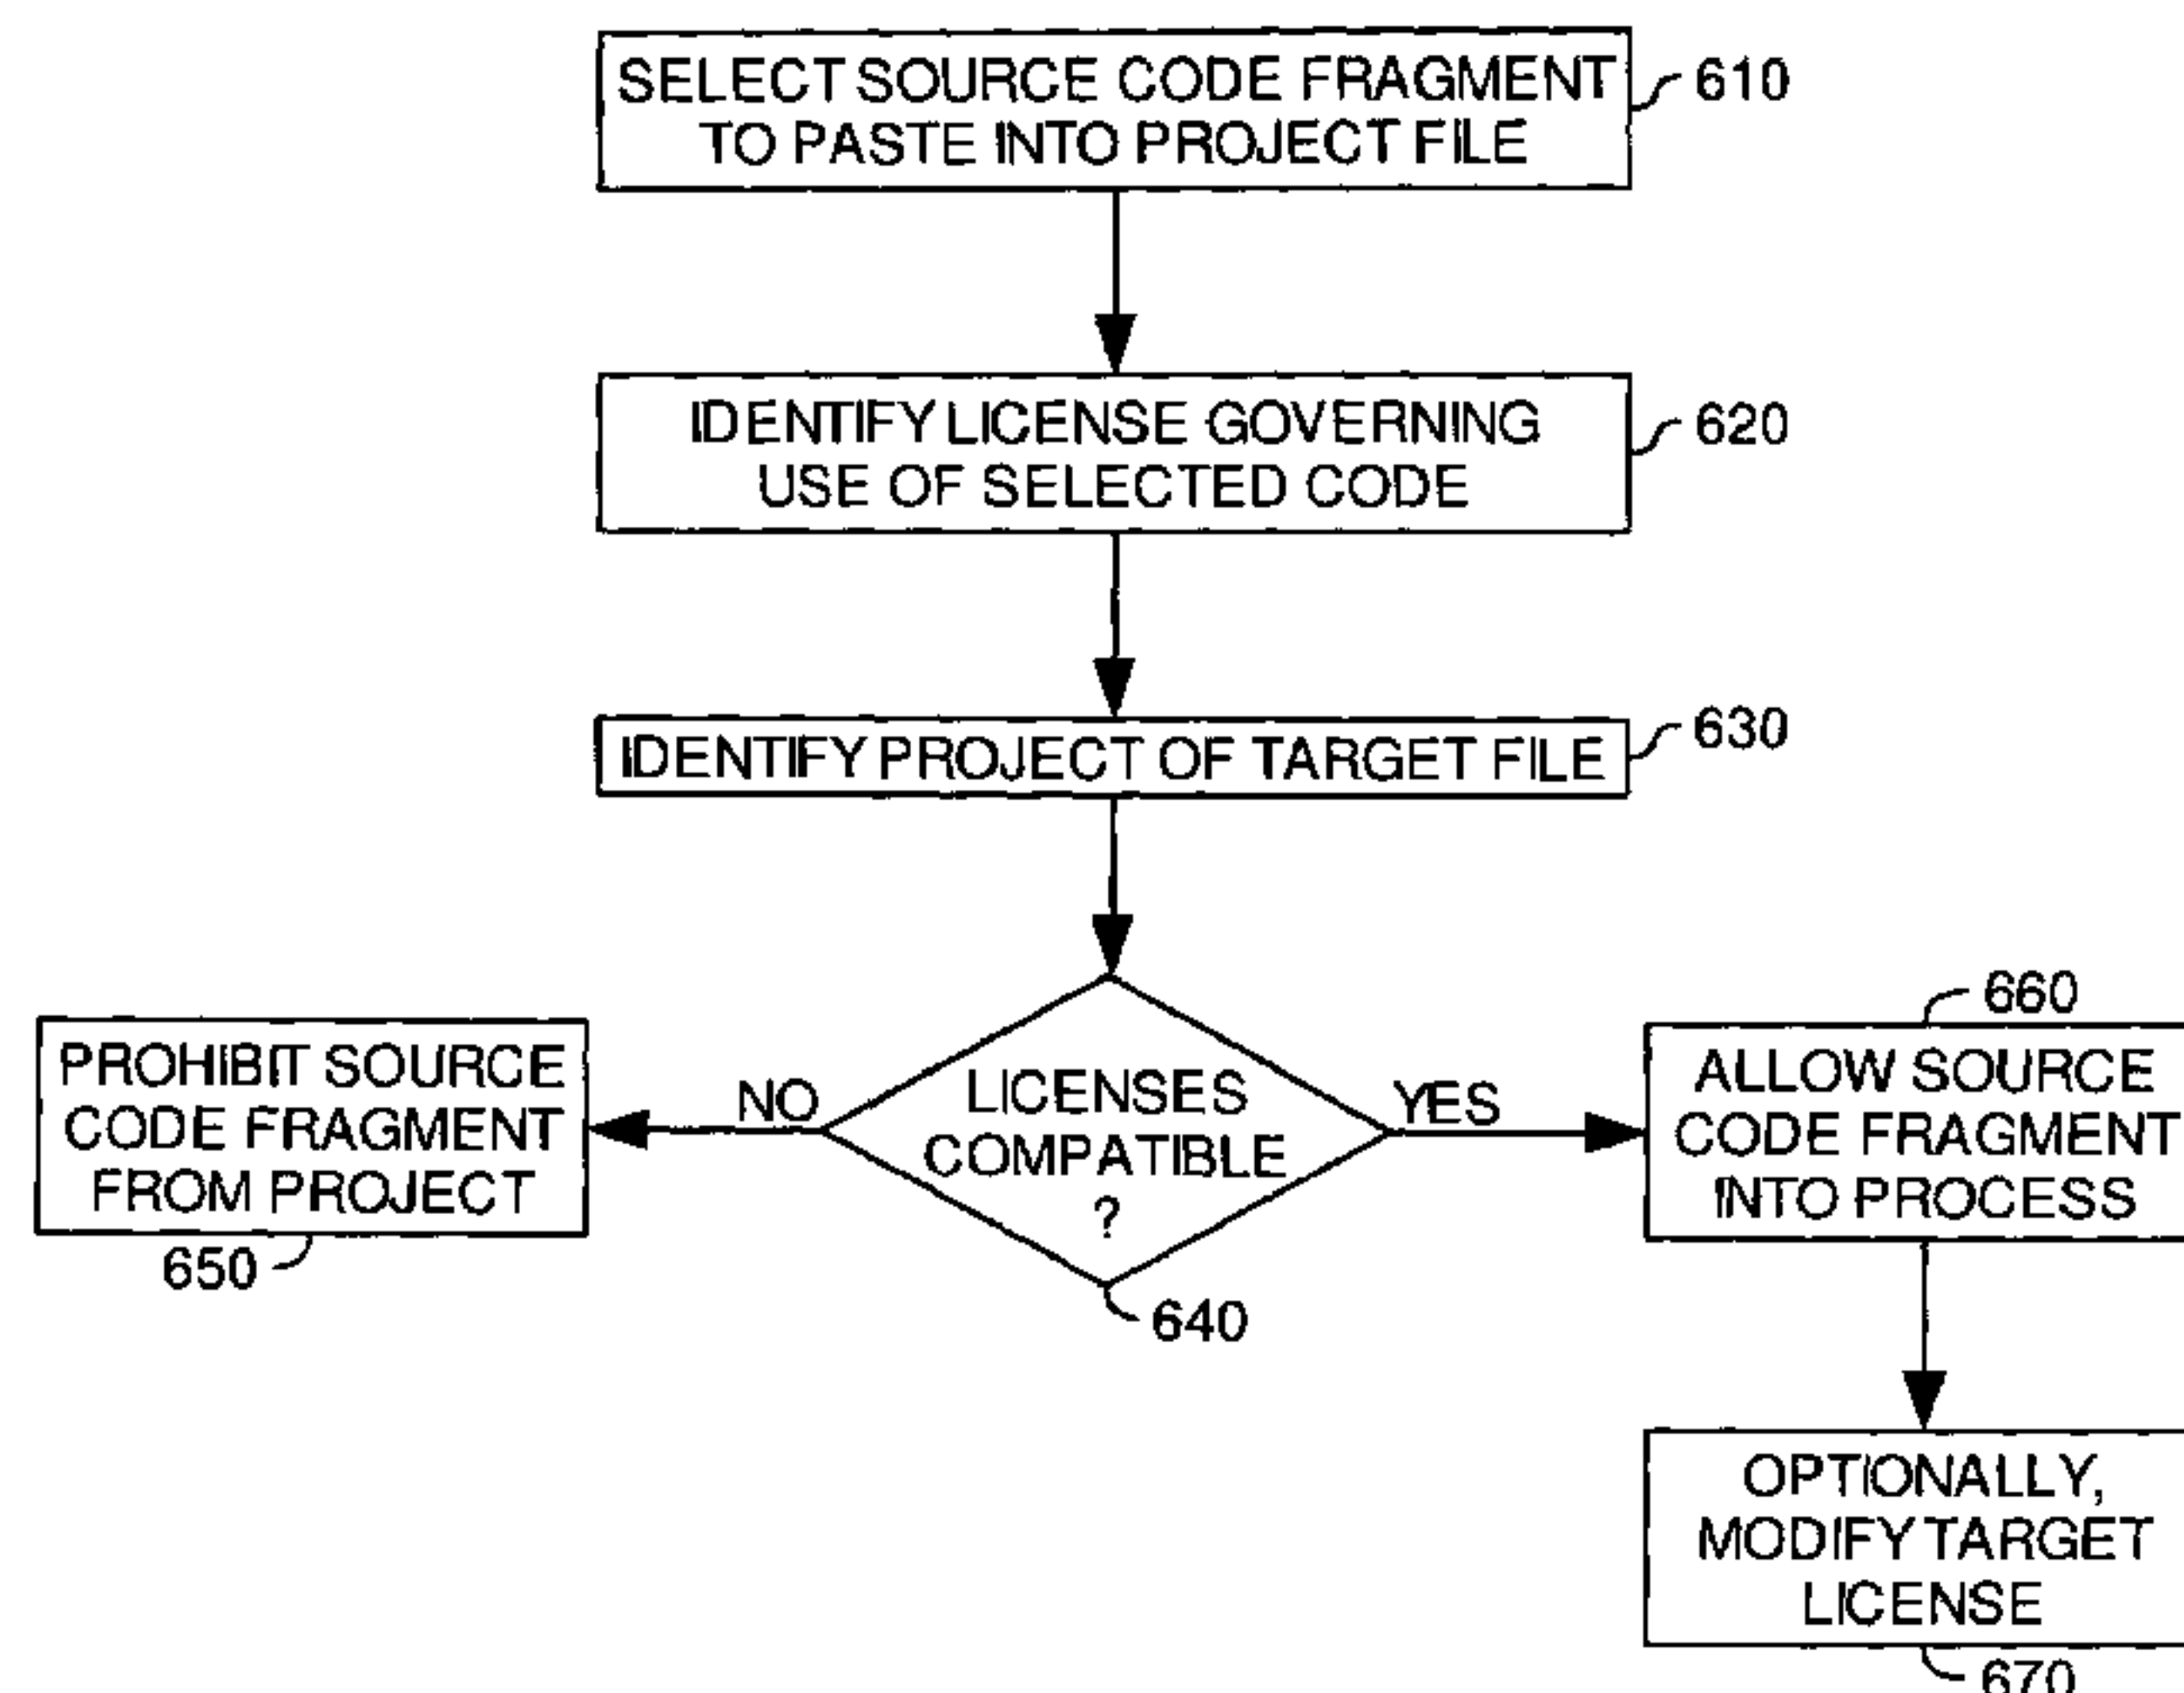 SELECT SOURCE CODE FRAGMENT
TO PASTE INTO PROJECT FILE
610
IDENTIFY LICENSE GOVERNING
USE OF SELECTED CODE
620
IDENTIFY PROJECT OF TARGET FILE
630
PROHIBIT SOURCE
CODE FRAGMENT
FROM PROJECT
650
NO
LICENSES
COMPATIBLE
?
640
YES
660
ALLOW SOURCE
CODE FRAGMENT
INTO PROCESS
OPTIONALLY,
MODIFY TARGET
LICENSE
670